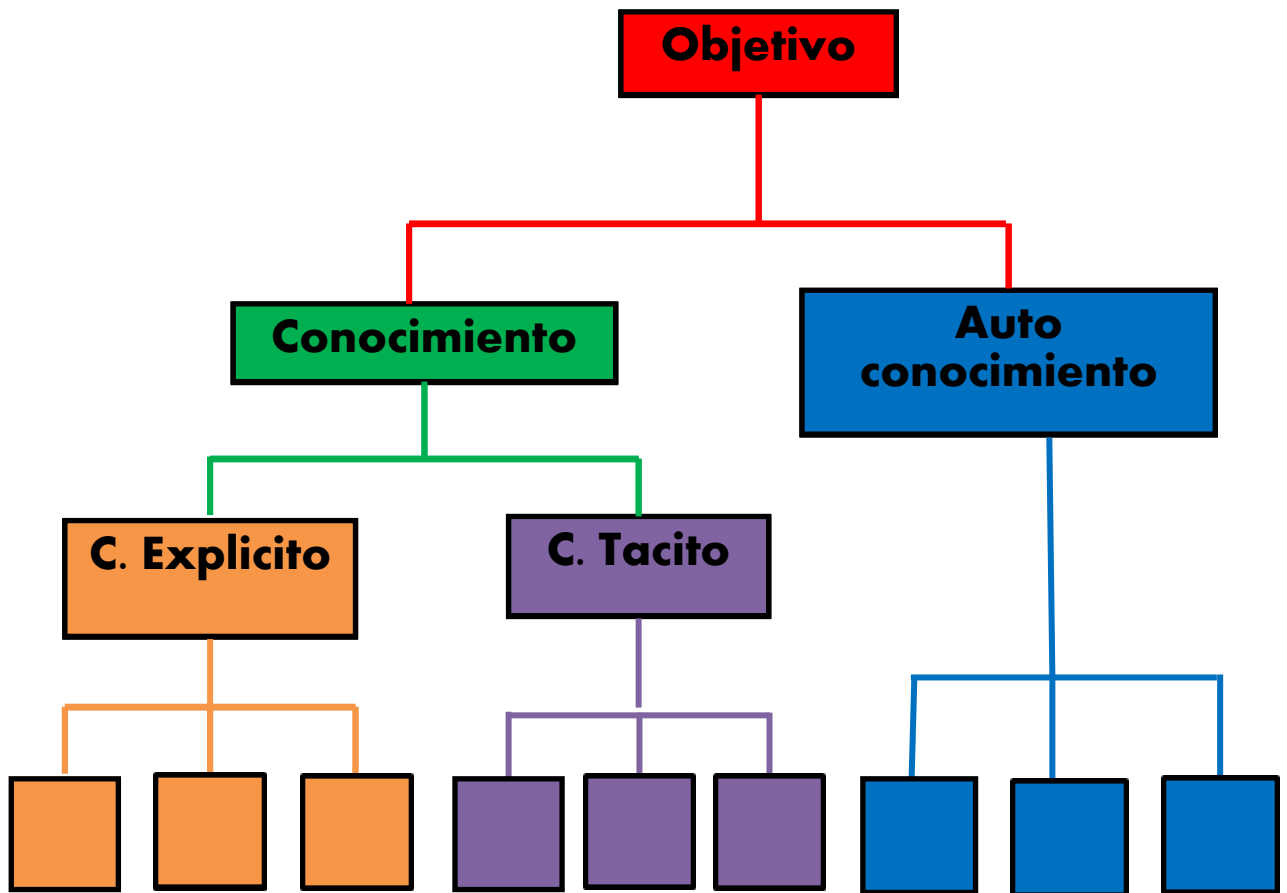 Objetivo
Conocimiento
Auto
conocimiento
C. Explicito
C. Tacito